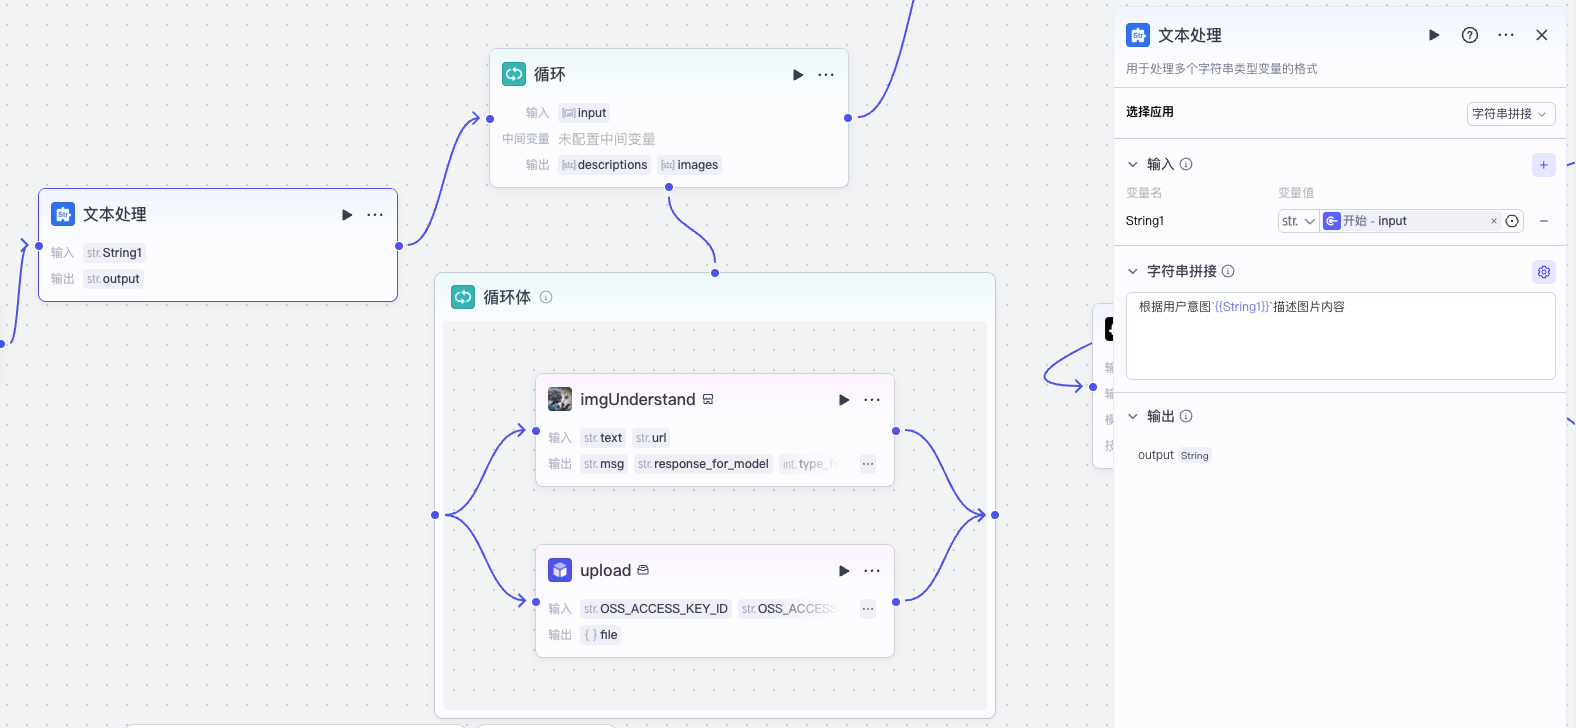 文本处理
输入 str. String1
输出 str. output
循环
输入 input
中间变量 未配置中间变量
输出 [str] descriptions [str] images
循环体
imgUnderstand
输入 str. text str. url
输出 str. msg str. response_for_model int. type_f ...
upload
输入 str. OSS_ACCESS_KEY_ID str. OSS_ACCESS ...
输出 { } file
Str 文本处理
用于处理多个字符串类型变量的格式
选择应用 字符串拼接
输入
变量名 变量值
String1 str. 开始 - input
字符串拼接
根据用户意图`{{String1}}`描述图片内容
输出
output String